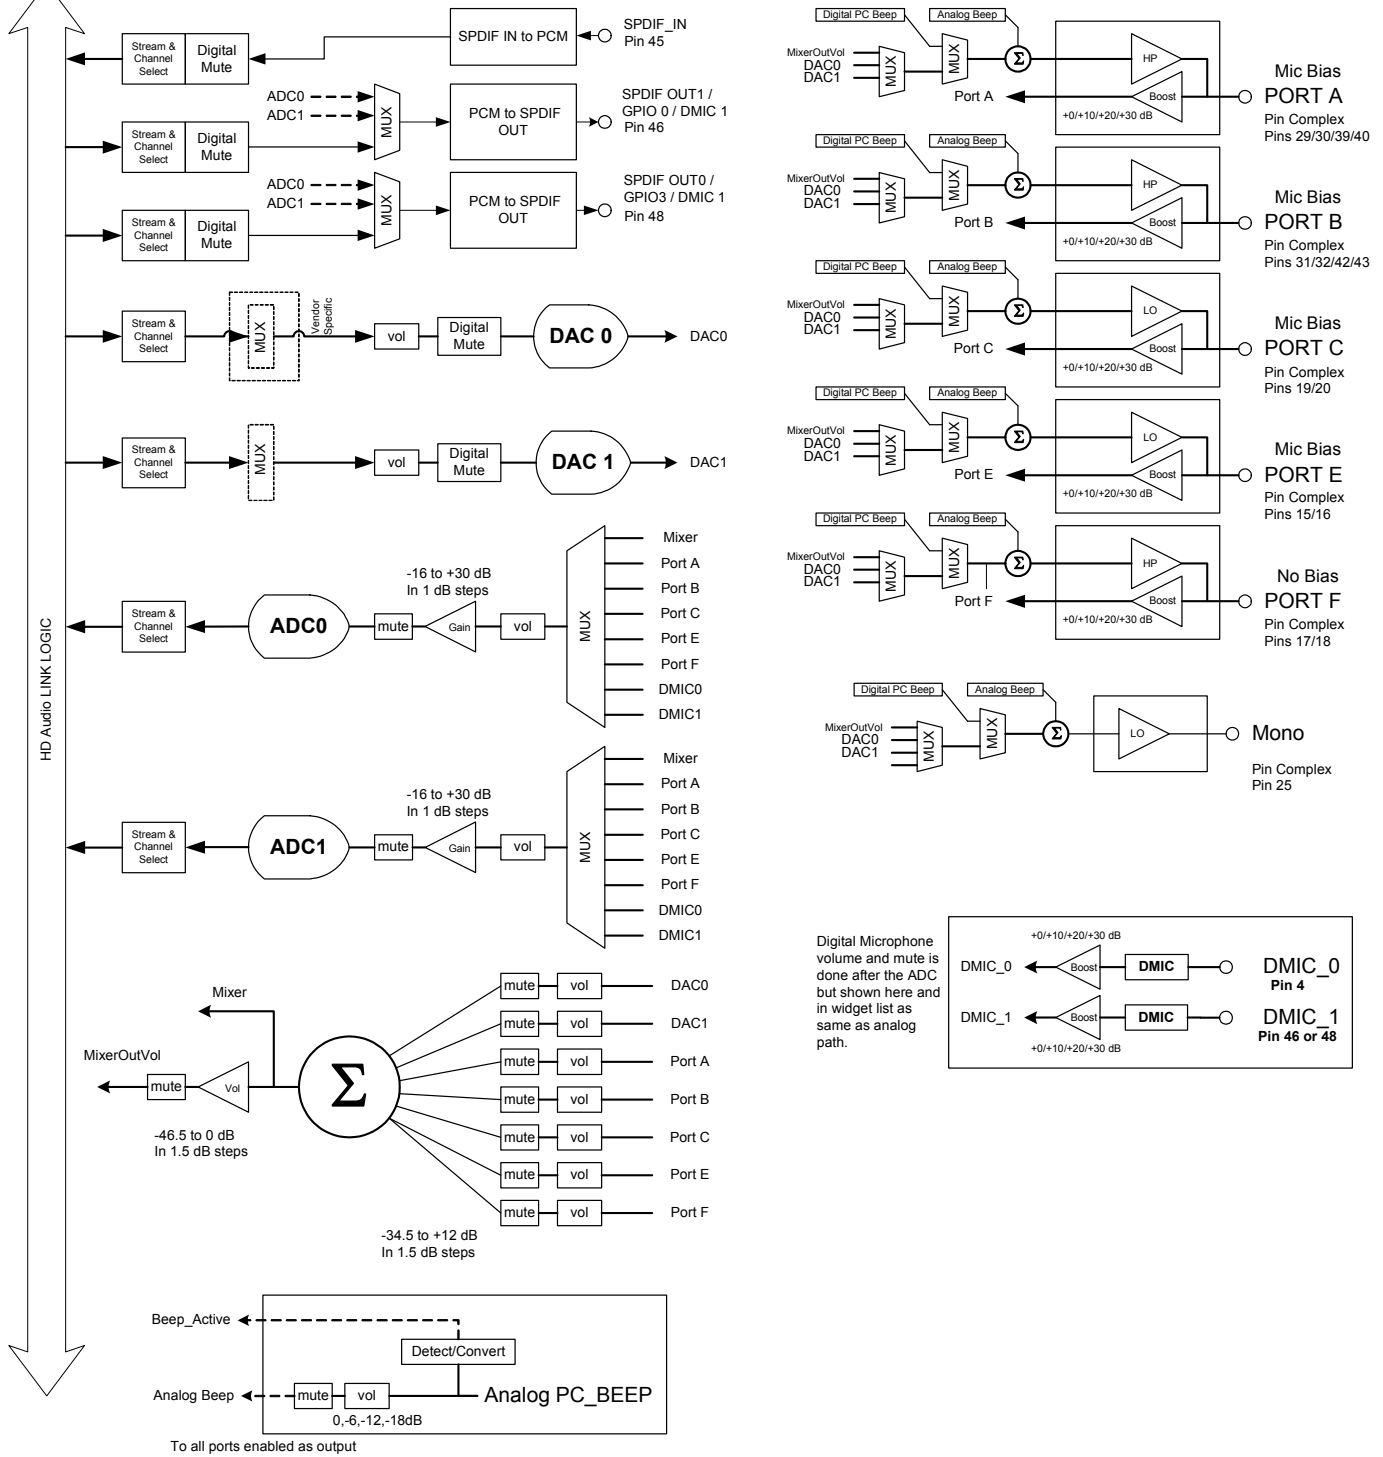 HD Audio LINK LOGIC
Stream &
Channel
Select
Digital
Mute
SPDIF IN to PCM
SPDIF_IN
Pin 45
ADC0
ADC1
Stream &
Channel
Select
Digital
Mute
MUX
PCM to SPDIF
OUT
SPDIF OUT1 /
GPIO 0 / DMIC 1
Pin 46
ADC0
ADC1
Stream &
Channel
Select
Digital
Mute
MUX
PCM to SPDIF
OUT
SPDIF OUT0 /
GPIO3 / DMIC 1
Pin 48
Stream &
Channel
Select
MUX
Vendor
Specific
vol
Digital
Mute
DAC 0
DAC0
Stream &
Channel
Select
MUX
vol
Digital
Mute
DAC 1
DAC1
Stream &
Channel
Select
ADC0
mute
-16 to +30 dB
In 1 dB steps
Gain
vol
MUX
Mixer
Port A
Port B
Port C
Port E
Port F
DMIC0
DMIC1
Stream &
Channel
Select
ADC1
mute
-16 to +30 dB
In 1 dB steps
Gain
vol
MUX
Mixer
Port A
Port B
Port C
Port E
Port F
DMIC0
DMIC1
Mixer
MixerOutVol
mute
Vol
-46.5 to 0 dB
In 1.5 dB steps
Σ
mute vol DAC0
mute vol DAC1
mute vol Port A
mute vol Port B
mute vol Port C
mute vol Port E
mute vol Port F
-34.5 to +12 dB
In 1.5 dB steps
Beep_Active
Detect/Convert
Analog Beep
mute
vol
Analog PC_BEEP
0,-6,-12,-18dB
To all ports enabled as output
Digital PC Beep
Analog Beep
MixerOutVol
DAC0
DAC1
MUX
MUX
Σ
HP
Port A
Boost
+0/+10/+20/+30 dB
Mic Bias
PORT A
Pin Complex
Pins 29/30/39/40
Digital PC Beep
Analog Beep
MixerOutVol
DAC0
DAC1
MUX
MUX
Σ
HP
Port B
Boost
+0/+10/+20/+30 dB
Mic Bias
PORT B
Pin Complex
Pins 31/32/42/43
Digital PC Beep
Analog Beep
MixerOutVol
DAC0
DAC1
MUX
MUX
Σ
LO
Port C
Boost
+0/+10/+20/+30 dB
Mic Bias
PORT C
Pin Complex
Pins 19/20
Digital PC Beep
Analog Beep
MixerOutVol
DAC0
DAC1
MUX
MUX
Σ
LO
Port E
Boost
+0/+10/+20/+30 dB
Mic Bias
PORT E
Pin Complex
Pins 15/16
Digital PC Beep
Analog Beep
MixerOutVol
DAC0
DAC1
MUX
MUX
Σ
HP
Port F
Boost
+0/+10/+20/+30 dB
No Bias
PORT F
Pin Complex
Pins 17/18
Digital PC Beep
Analog Beep
MixerOutVol
DAC0
DAC1
MUX
MUX
Σ
LO
Mono
Pin Complex
Pin 25
Digital Microphone
volume and mute is
done after the ADC
but shown here and
in widget list as
same as analog
path.
+0/+10/+20/+30 dB
DMIC_0
Boost
DMIC
DMIC_0
Pin 4
DMIC_1
Boost
DMIC
DMIC_1
Pin 46 or 48
+0/+10/+20/+30 dB